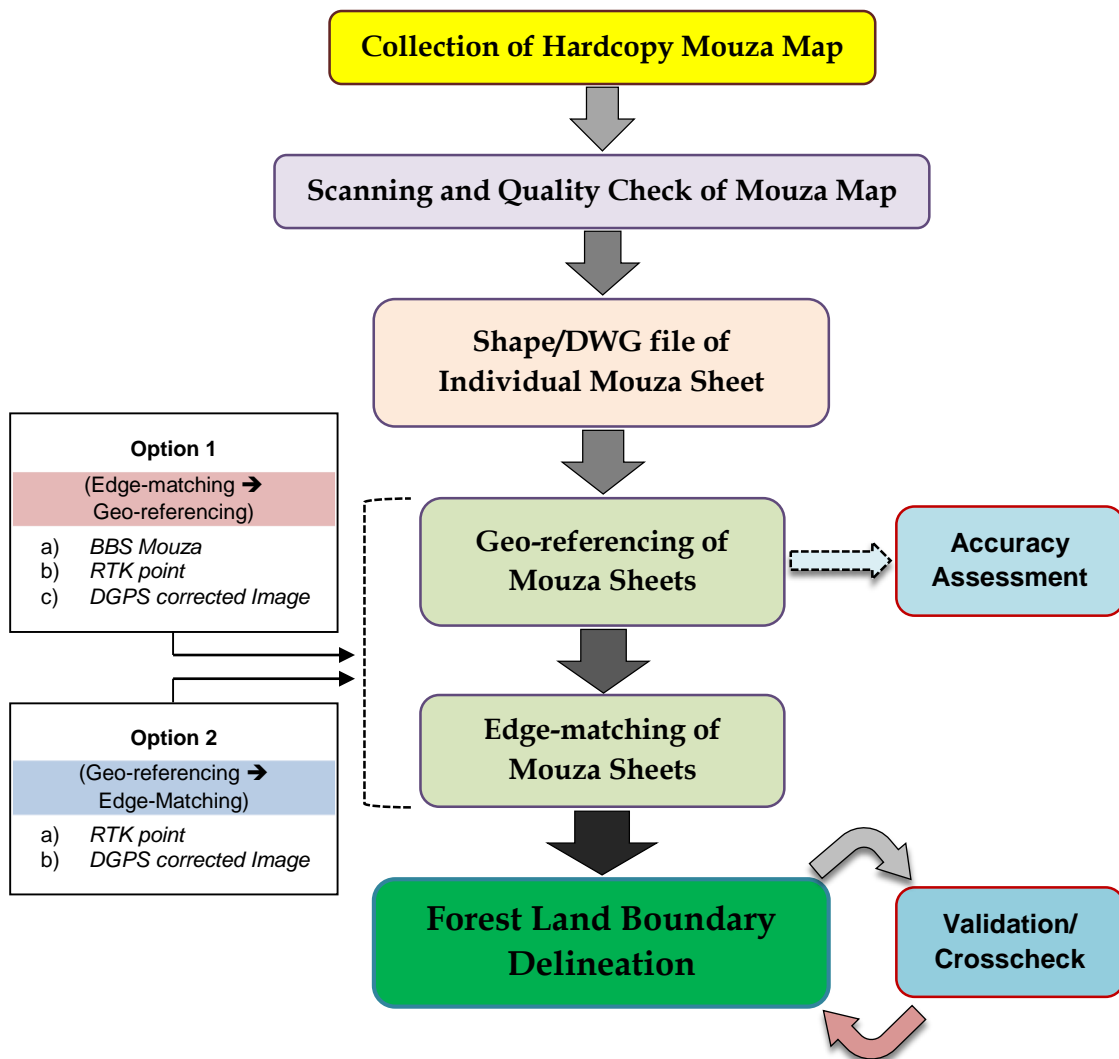 Collection of Hardcopy Mouza Map
Scanning and Quality Check of Mouza Map
Shape/DWG file of
Individual Mouza Sheet
Option 1
(Edge-matching ➔
Geo-referencing)
a) BBS Mouza
b) RTK point
c) DGPS corrected Image
Geo-referencing of
Mouza Sheets
Accuracy
Assessment
Option 2
(Geo-referencing ➔
Edge-Matching)
a) RTK point
b) DGPS corrected Image
Edge-matching of
Mouza Sheets
Forest Land Boundary
Delineation
Validation/
Crosscheck